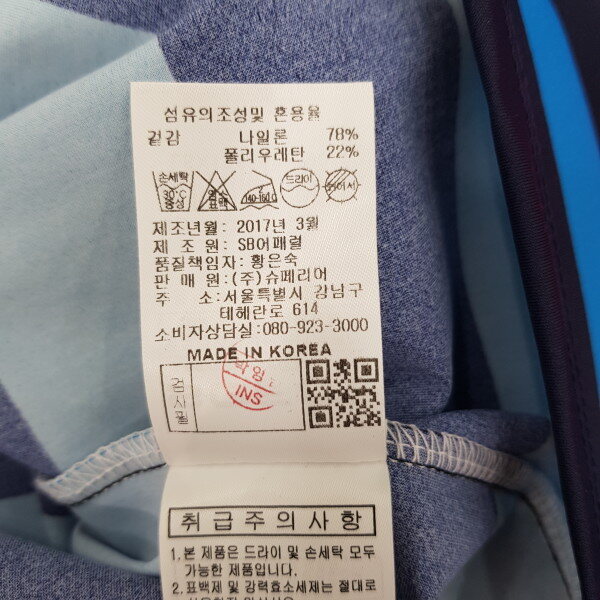 섬유의조성및 혼용율
겉감 나일론 78%
폴리우레탄 22%
손세탁 30℃ 중성 염소 표백 140-160℃ 드라이
제조년월: 2017년 3월
제 조 원: SB어패럴
품질책임자: 황은숙
판 매 원: (주)슈페리어
주 소:서울특별시 강남구
테헤란로 614
소비자상담실:080-923-3000
MADE IN KOREA
검사필
INS
취급주의사항
1.본 제품은 드라이 및 손세탁 모두
가능한 제품입니다.
2.표백제 및 강력효소세제는 절대로